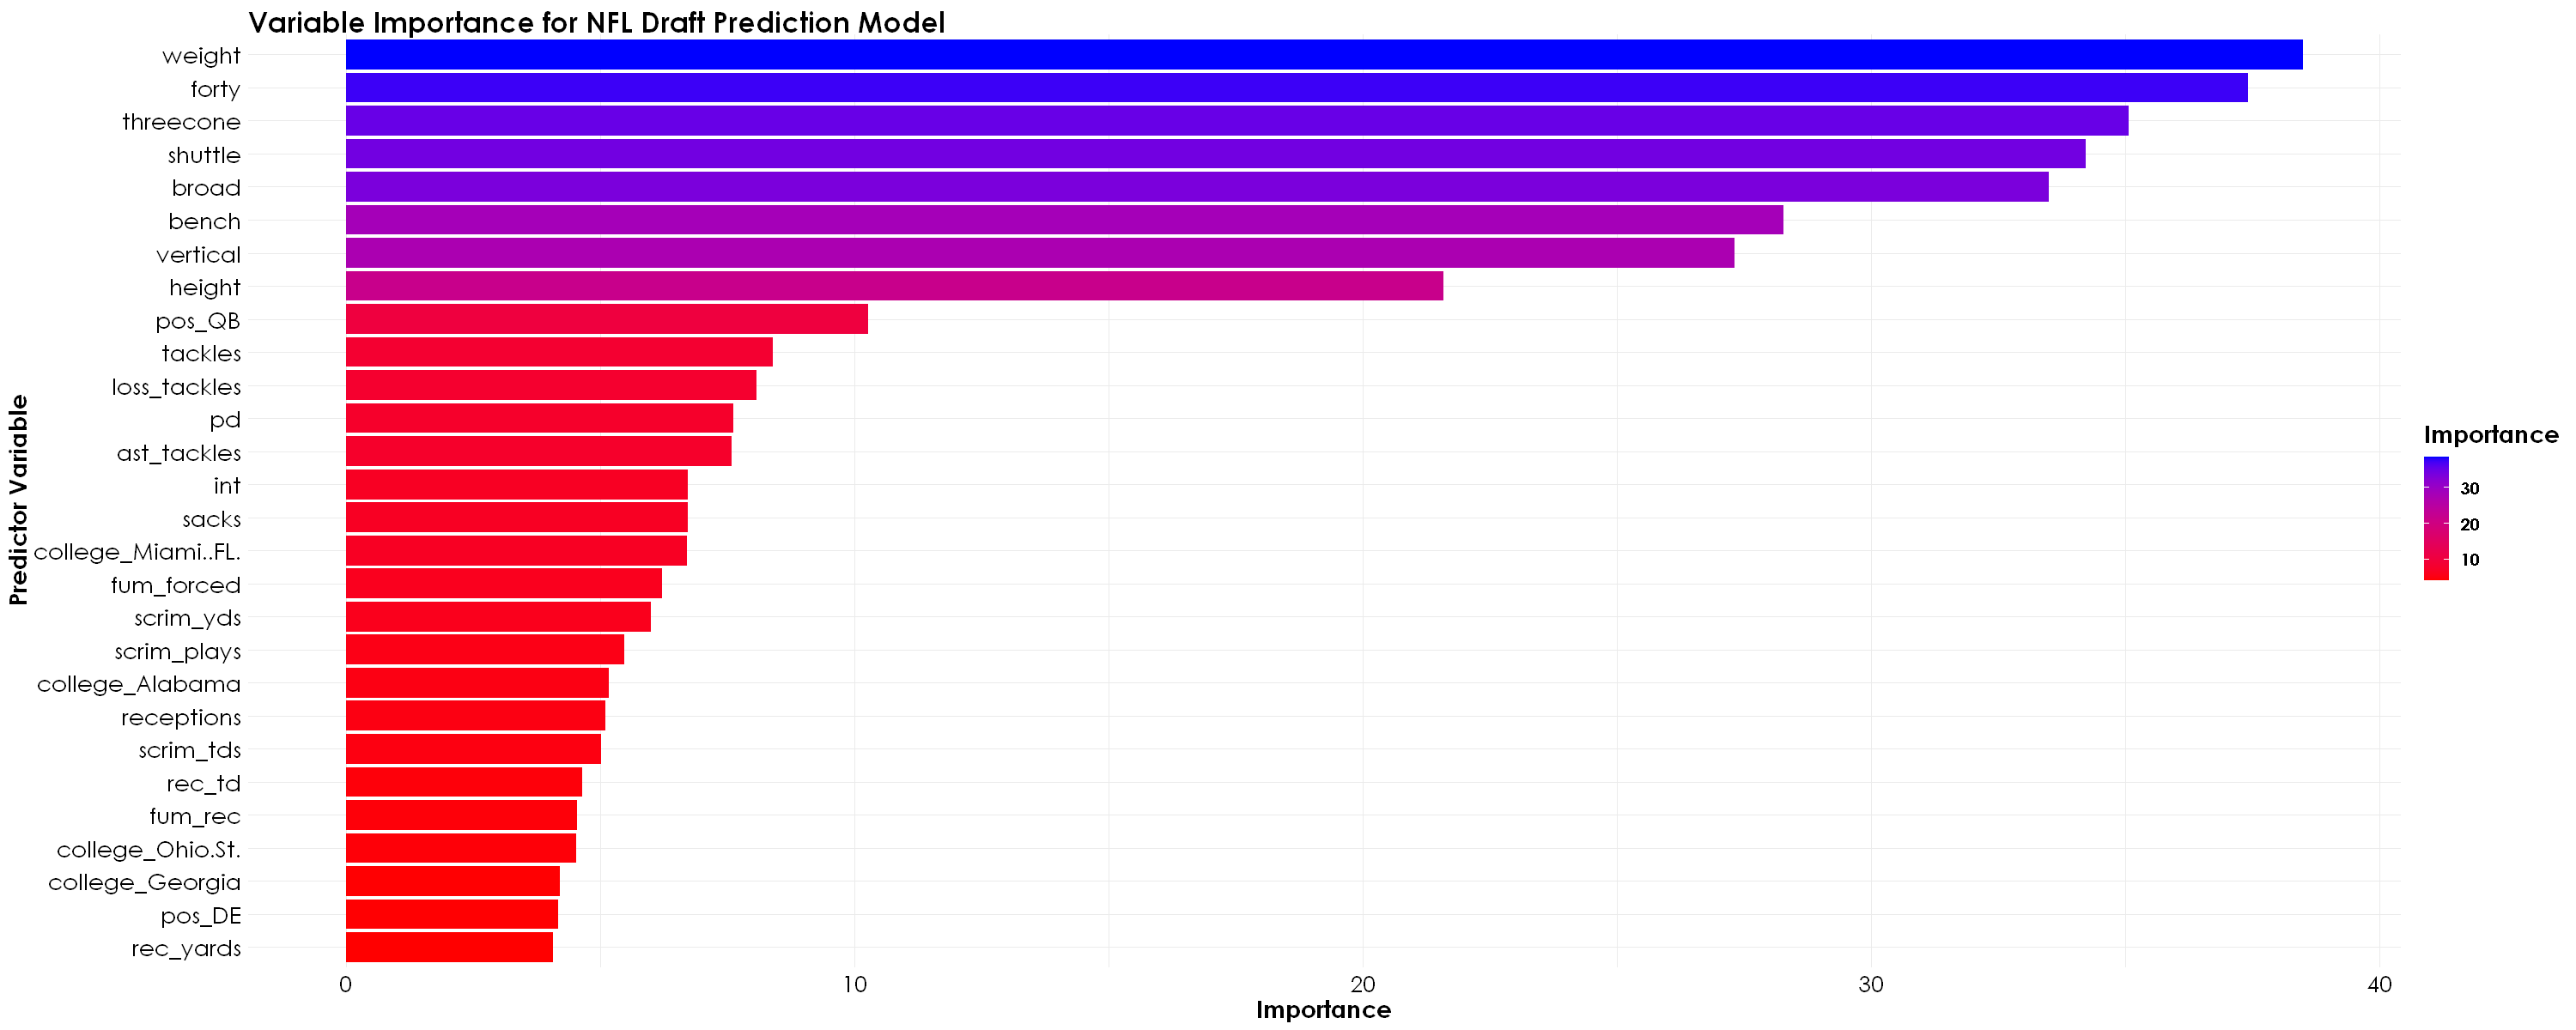 Variable Importance for NFL Draft Prediction Model
Predictor Variable
weight
forty
threecone
shuttle
broad
bench
vertical
height
pos_QB
tackles
loss_tackles
pd
ast_tackles
int
sacks
college_Miami..FL.
fum_forced
scrim_yds
scrim_plays
college_Alabama
receptions
scrim_tds
rec_td
fum_rec
college_Ohio.St.
college_Georgia
pos_DE
rec_yards
0 10 20 30 40
Importance
Importance
30
20
10